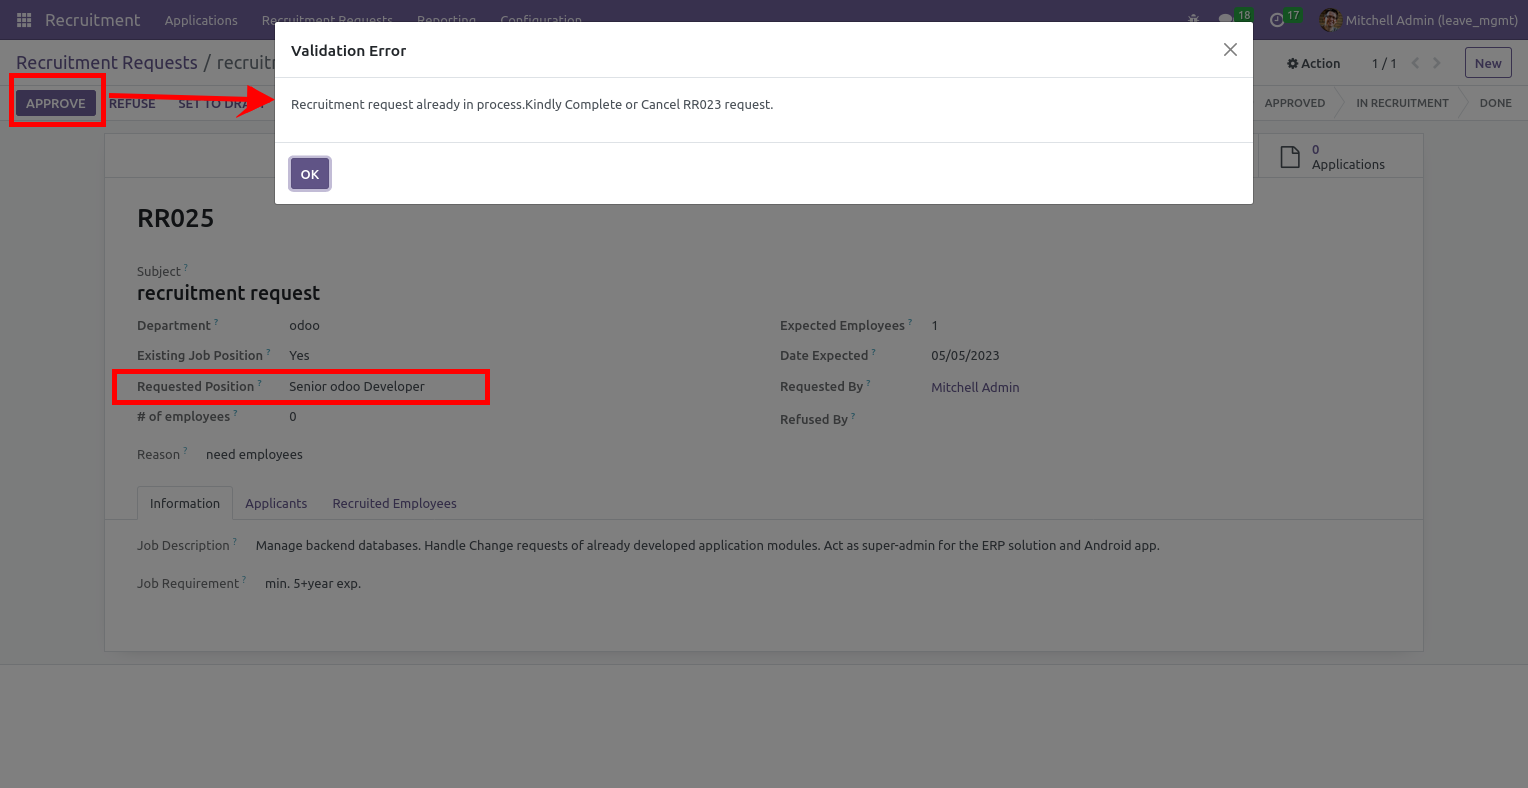 Recruitment Applications Recruitment Requests Reporting Configuration 18 17 Mitchell Admin (leave_mgmt)
Validation Error
Recruitment Requests / recruitm Action 1 / 1 New
APPROVE REFUSE SET TO DRAFT APPROVED IN RECRUITMENT DONE
Recruitment request already in process.Kindly Complete or Cancel RR023 request.
OK
0
Applications
RR025
Subject ?
recruitment request
Department ? odoo Expected Employees ? 1
Existing Job Position ? Yes Date Expected ? 05/05/2023
Requested Position ? Senior odoo Developer Requested By ? Mitchell Admin
# of employees ? 0 Refused By ?
Reason ? need employees
Information Applicants Recruited Employees
Job Description ? Manage backend databases. Handle Change requests of already developed application modules. Act as super-admin for the ERP solution and Android app.
Job Requirement ? min. 5+year exp.